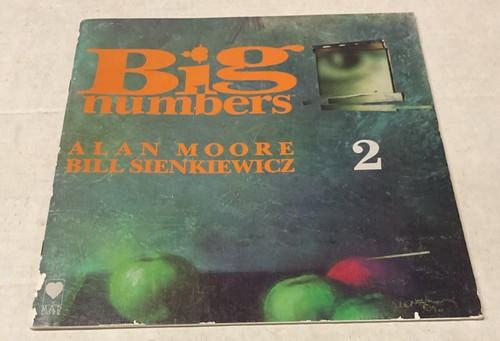 Big
numbers
ALAN MOORE
BILL SIENKIEWICZ
2